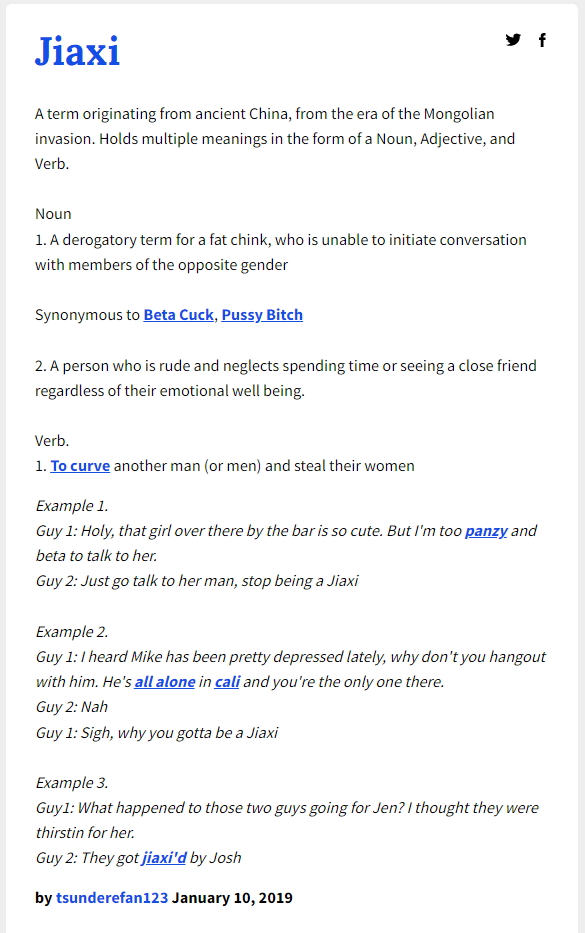 Jiaxi
A term originating from ancient China, from the era of the Mongolian
invasion. Holds multiple meanings in the form of a Noun, Adjective, and
Verb.
Noun
1. A derogatory term for a fat chink, who is unable to initiate conversation
with members of the opposite gender
Synonymous to Beta Cuck, Pussy Bitch
2. A person who is rude and neglects spending time or seeing a close friend
regardless of their emotional well being.
Verb.
1. To curve another man (or men) and steal their women
Example 1.
Guy 1: Holy, that girl over there by the bar is so cute. But I'm too panzy and
beta to talk to her.
Guy 2: Just go talk to her man, stop being a Jiaxi
Example 2.
Guy 1: I heard Mike has been pretty depressed lately, why don't you hangout
with him. He's all alone in cali and you're the only one there.
Guy 2: Nah
Guy 1: Sigh, why you gotta be a Jiaxi
Example 3.
Guy1: What happened to those two guys going for Jen? I thought they were
thirstin for her.
Guy 2: They got jiaxi'd by Josh
by tsunderefan123 January 10, 2019